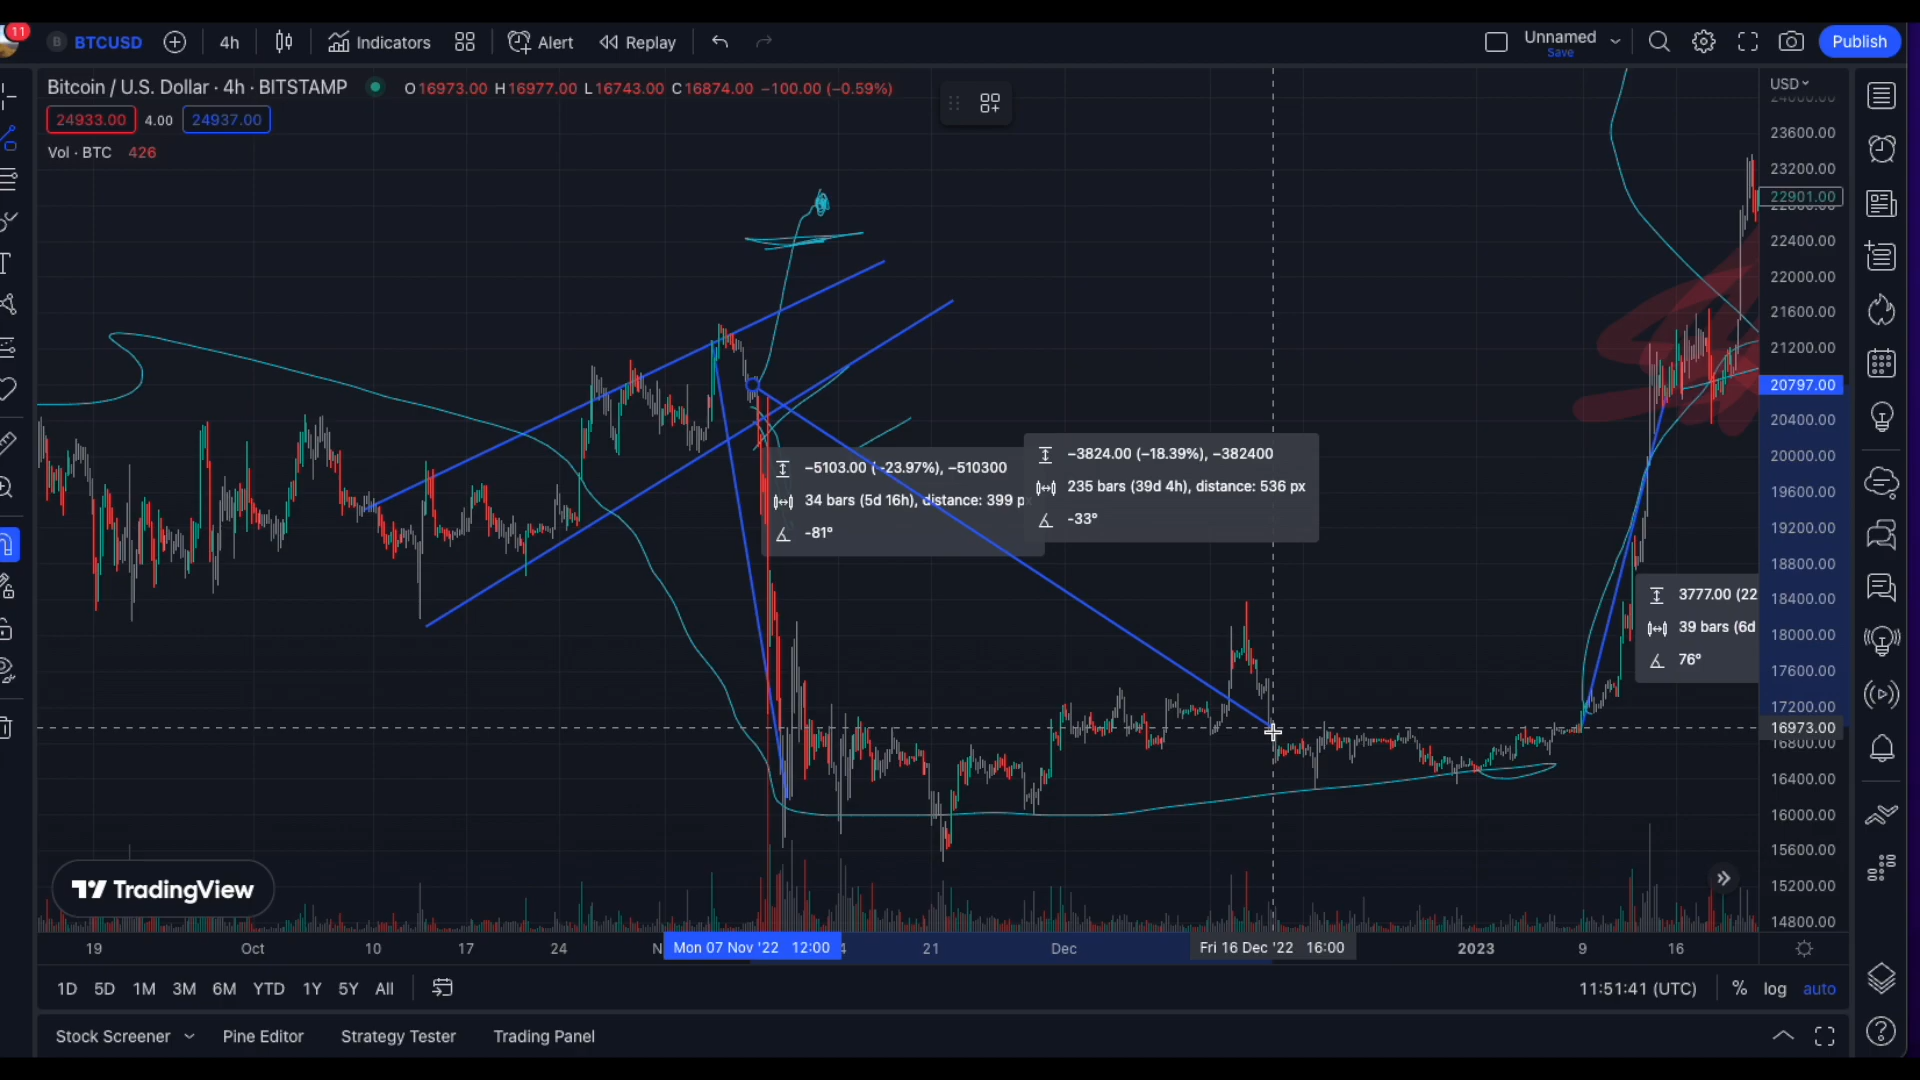 11
B BTCUSD 4h Indicators Alert Replay Unnamed Save Publish
Bitcoin / U.S. Dollar · 4h · BITSTAMP O16973.00 H16977.00 L16743.00 C16874.00 −100.00 (−0.59%) USD
24933.00 4.00 24937.00
Vol · BTC 426
24000.00
23600.00
23200.00
22901.00
22800.00
22400.00
22000.00
21600.00
21200.00
20797.00
20400.00
20000.00
19600.00
19200.00
18800.00
18400.00
18000.00
17600.00
17200.00
16973.00
16800.00
16400.00
16000.00
15600.00
15200.00
14800.00
−5103.00 (−23.97%), −510300
34 bars (5d 16h), distance: 399 p
-81°
−3824.00 (−18.39%), −382400
235 bars (39d 4h), distance: 536 px
-33°
3777.00 (22
39 bars (6d
76°
TradingView
19 Oct 10 17 24 N Mon 07 Nov '22 12:00 4 21 Dec Fri 16 Dec '22 16:00 2023 9 16
1D 5D 1M 3M 6M YTD 1Y 5Y All 11:51:41 (UTC) % log auto
Stock Screener Pine Editor Strategy Tester Trading Panel